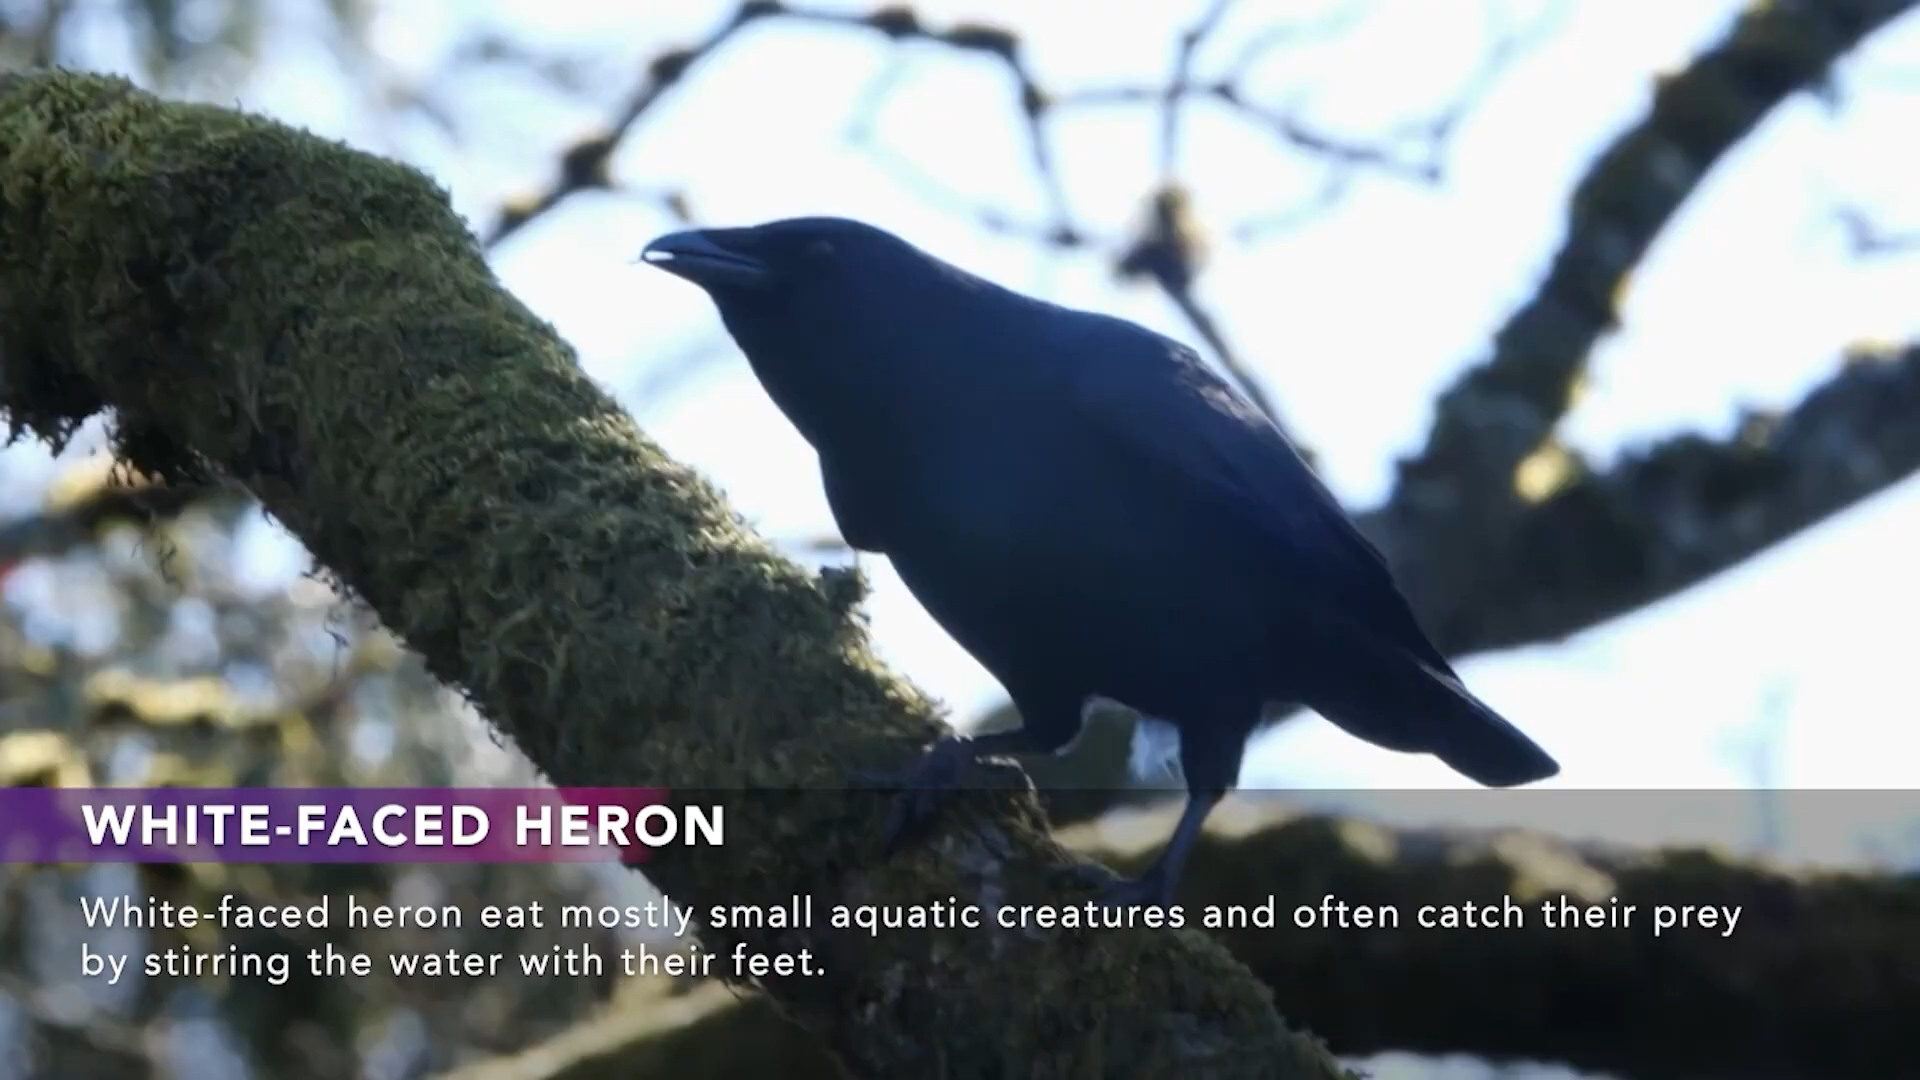 WHITE-FACED HERON
White-faced heron eat mostly small aquatic creatures and often catch their prey
by stirring the water with their feet.